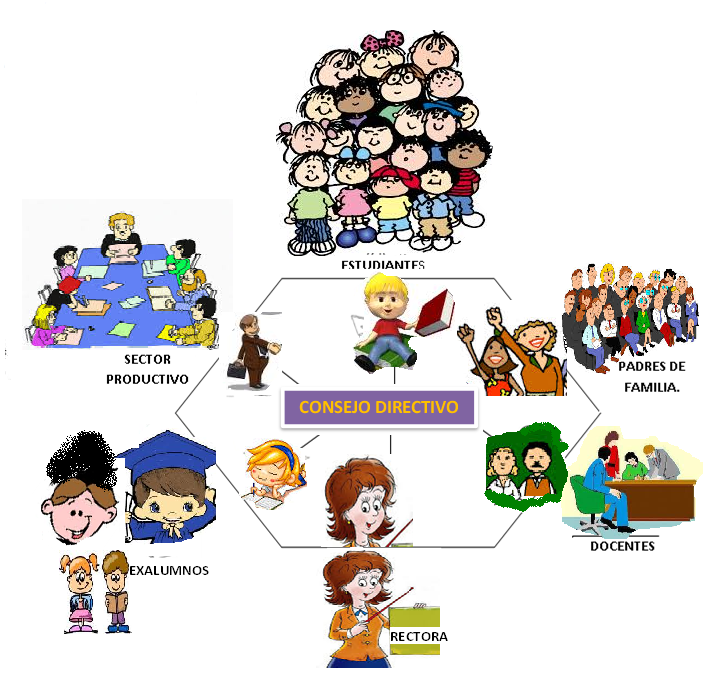 ESTUDIANTES
SECTOR
PRODUCTIVO
PADRES DE
FAMILIA.
CONSEJO DIRECTIVO
DOCENTES
EXALUMNOS
RECTORA